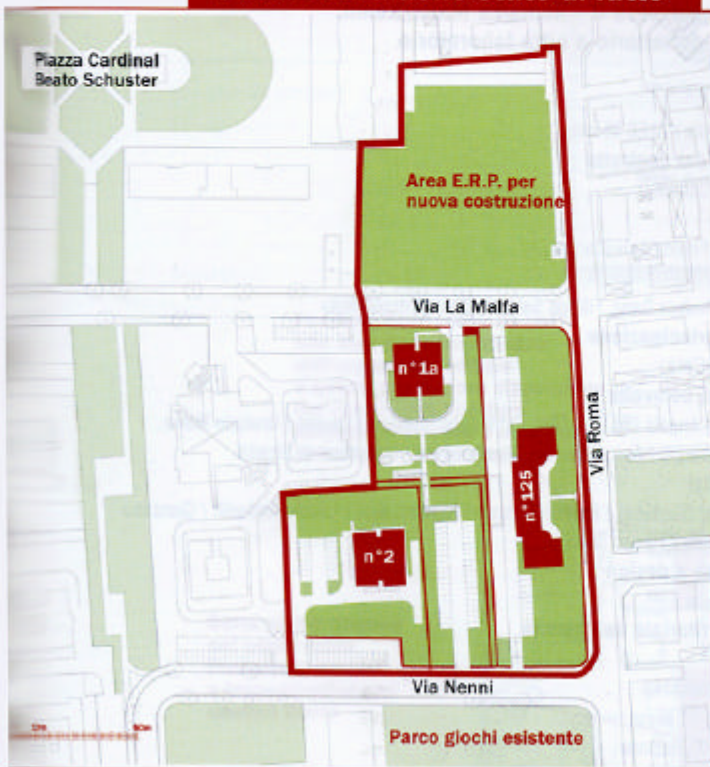 Piazza Cardinal
Beato Schuster
Area E.R.P. per
nuova costruzione
Via La Malfa
n°1a
Via Roma
n°125
n°2
Via Nenni
Parco giochi esistente